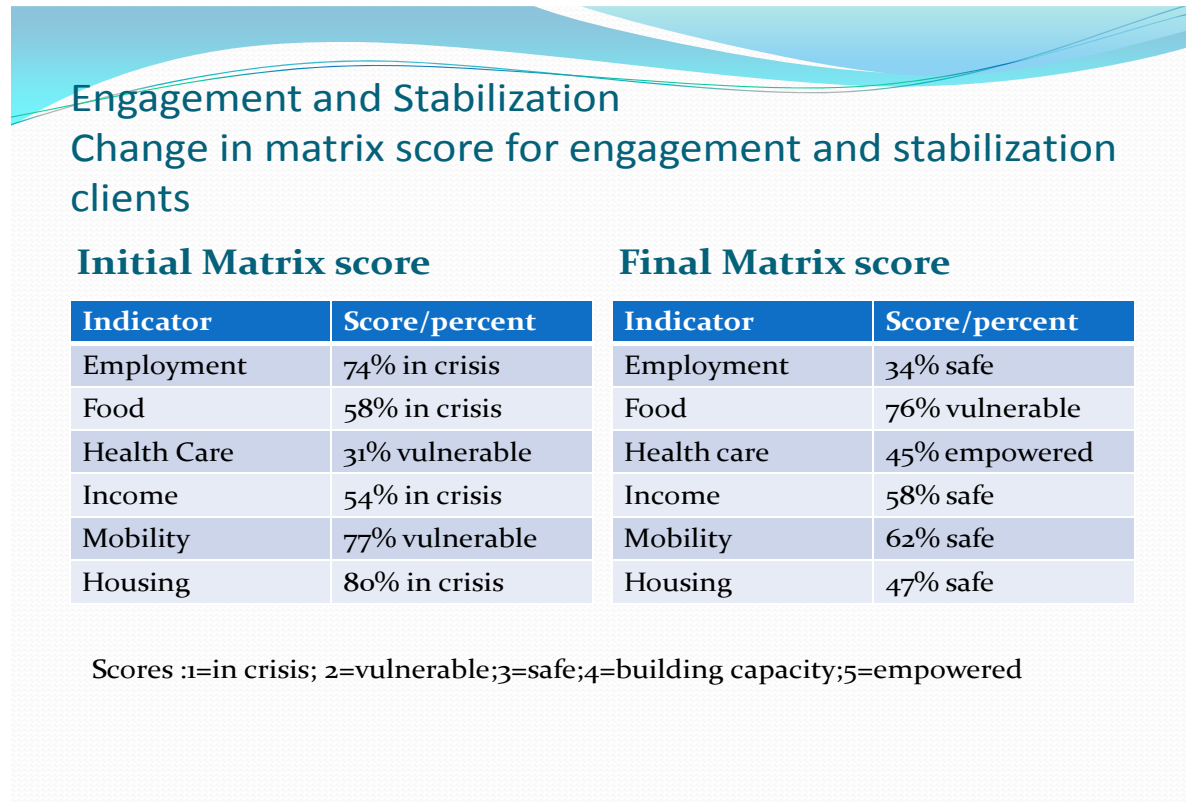 Engagement and Stabilization
Change in matrix score for engagement and stabilization
clients
Initial Matrix score
Indicator Score/percent
Employment 74% in crisis
Food 58% in crisis
Health Care 31% vulnerable
Income 54% in crisis
Mobility 77% vulnerable
Housing 80% in crisis
Final Matrix score
Indicator Score/percent
Employment 34% safe
Food 76% vulnerable
Health care 45% empowered
Income 58% safe
Mobility 62% safe
Housing 47% safe
Scores :1=in crisis; 2=vulnerable;3=safe;4=building capacity;5=empowered